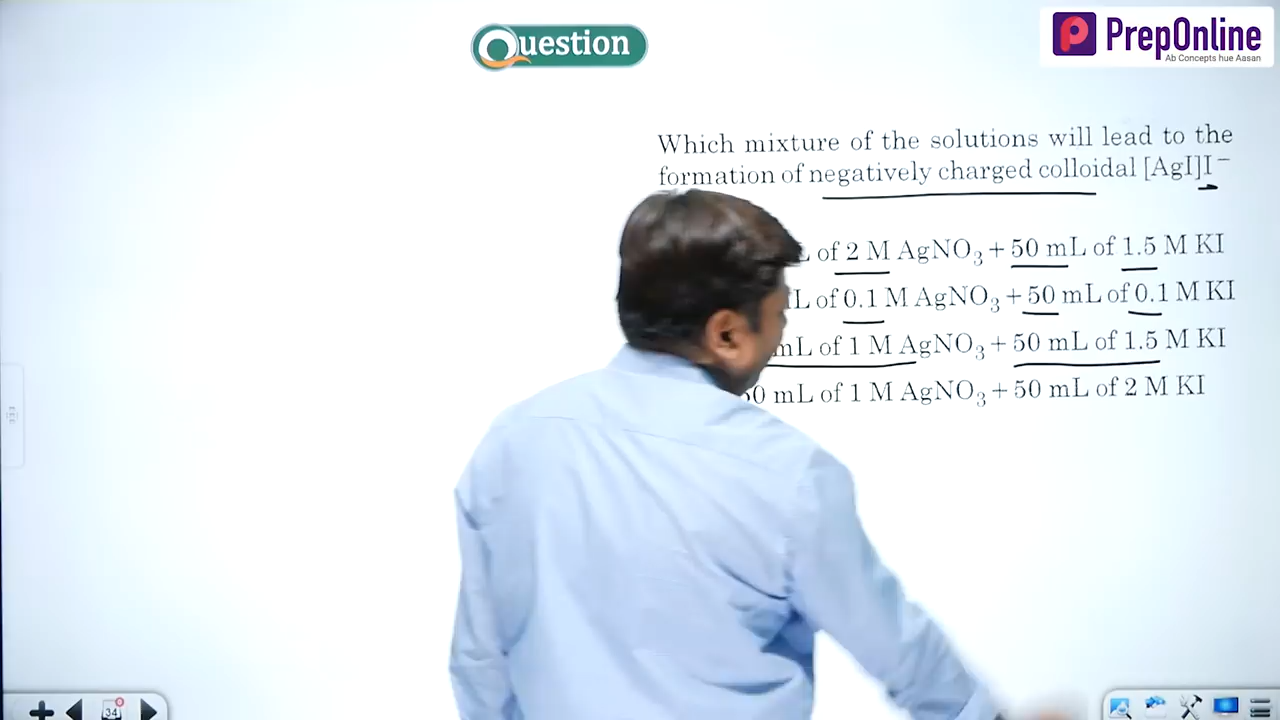 Question
PrepOnline
Ab Concepts hue Aasan
Which mixture of the solutions will lead to the
formation of negatively charged colloidal [AgI]I⁻
of 2 M AgNO₃ + 50 mL of 1.5 M KI
L of 0.1 M AgNO₃ + 50 mL of 0.1 M KI
mL of 1 M AgNO₃ + 50 mL of 1.5 M KI
mL of 1 M AgNO₃ + 50 mL of 2 M KI
34